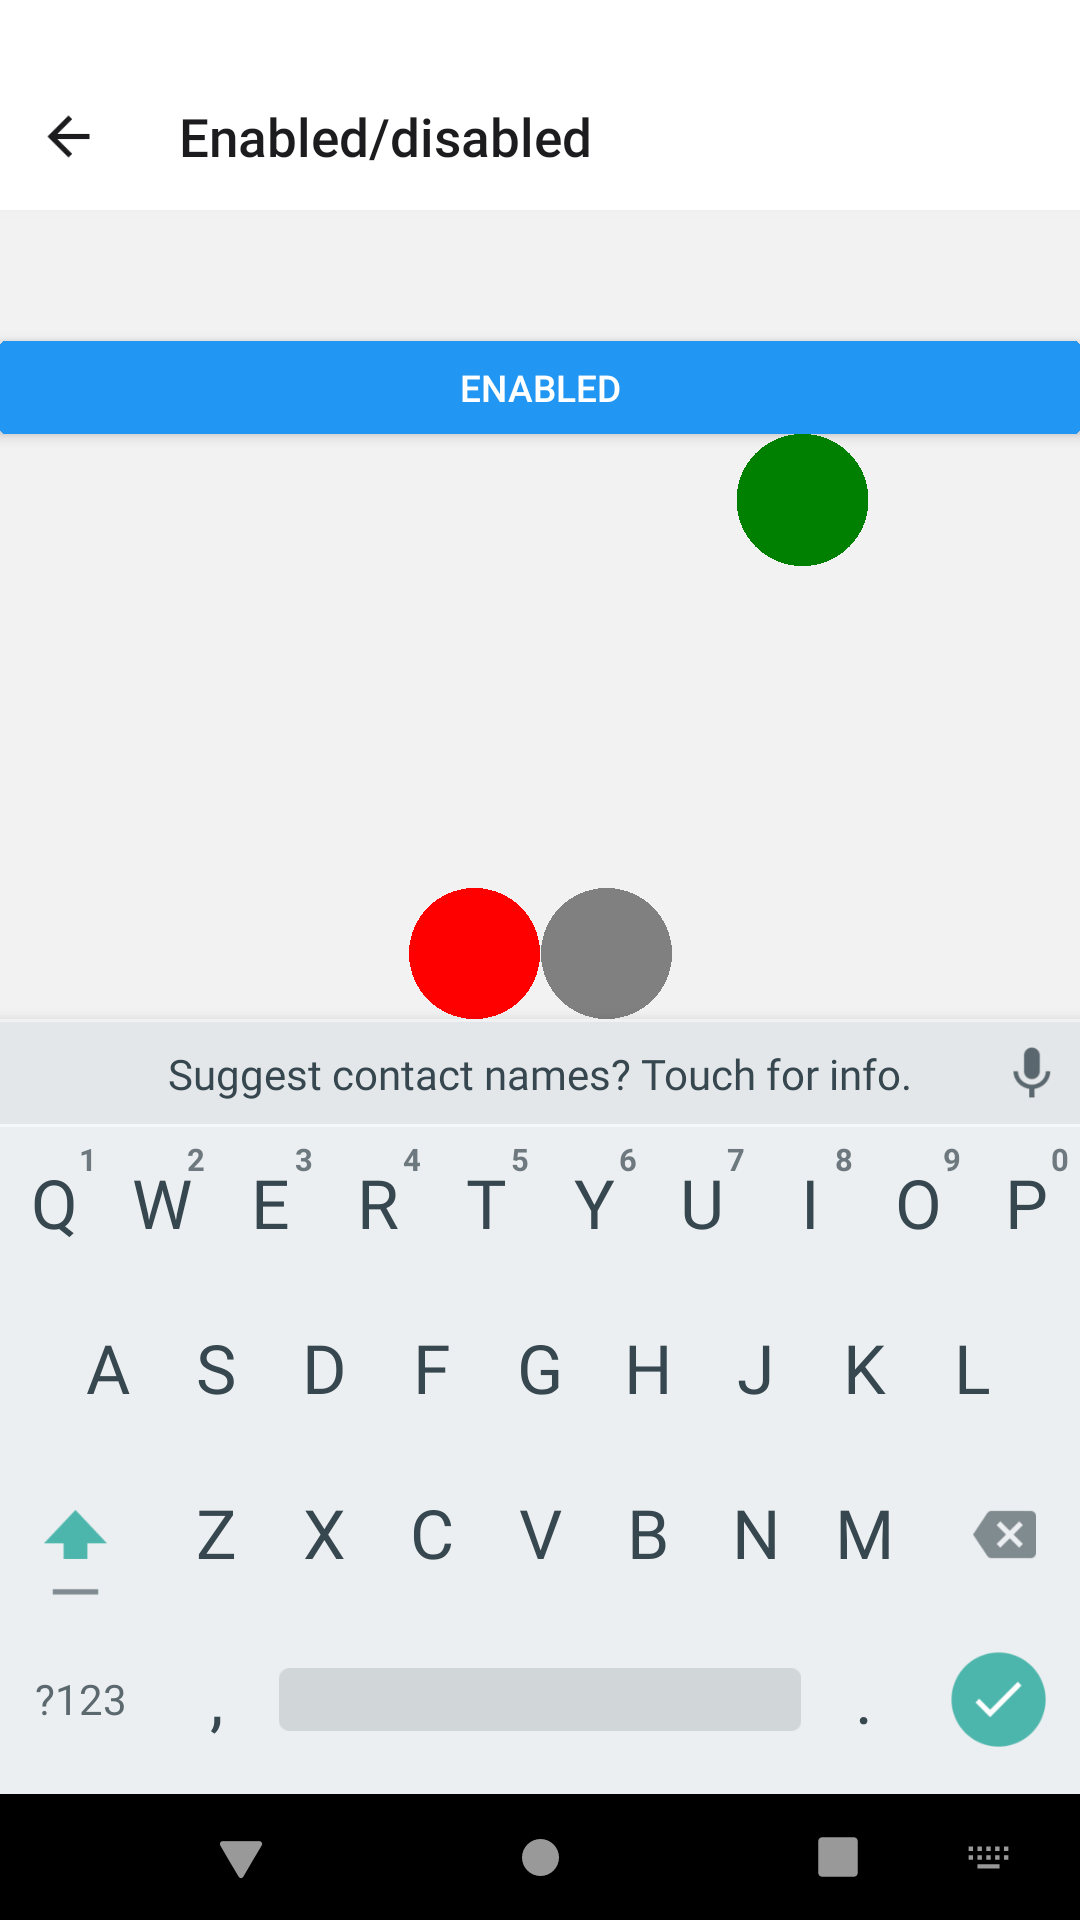 Enabled/disabled
ENABLED
Suggest contact names? Touch for info.
1 2 3 4 5 6 7 8 9 0
Q W E R T Y U I O P
A S D F G H J K L
Z X C V B N M
?123 , .